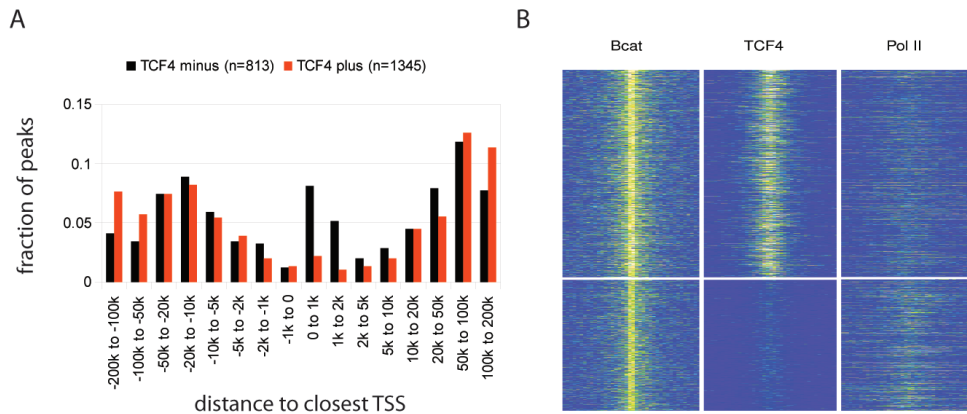 A
TCF4 minus (n=813) TCF4 plus (n=1345)
fraction of peaks
0.15
0.1
0.05
0
-200k to -100k
-100k to -50k
-50k to -20k
-20k to -10k
-10k to -5k
-5k to -2k
-2k to -1k
-1k to 0
0 to 1k
1k to 2k
2k to 5k
5k to 10k
10k to 20k
20k to 50k
50k to 100k
100k to 200k
distance to closest TSS
B
Bcat TCF4 Pol II